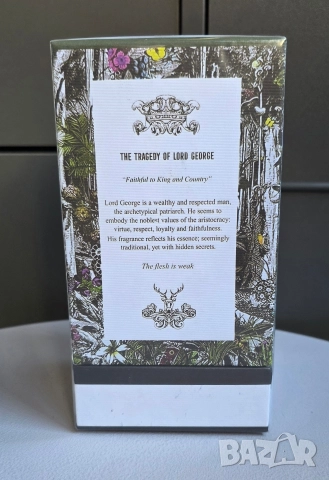 THE TRAGEDY OF LORD GEORGE
"Faithful to King and Country"
Lord George is a wealthy and respected man,
the archetypical patriarch. He seems to
embody the noblest values of the aristocracy:
virtue, respect, loyalty and faithfulness.
His fragrance reflects his essence; seemingly
traditional, yet with hidden secrets.
The flesh is weak
BAZAR